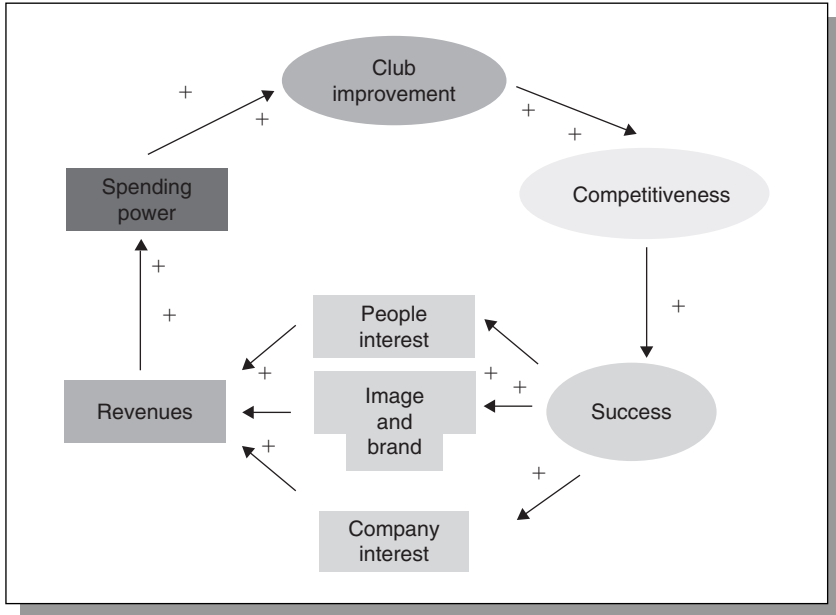 Club
improvement
+
+
+
+
Spending
power
Competitiveness
+
+
+
People
interest
+
+
+
Image
and
brand
Revenues
Success
+
+
Company
interest